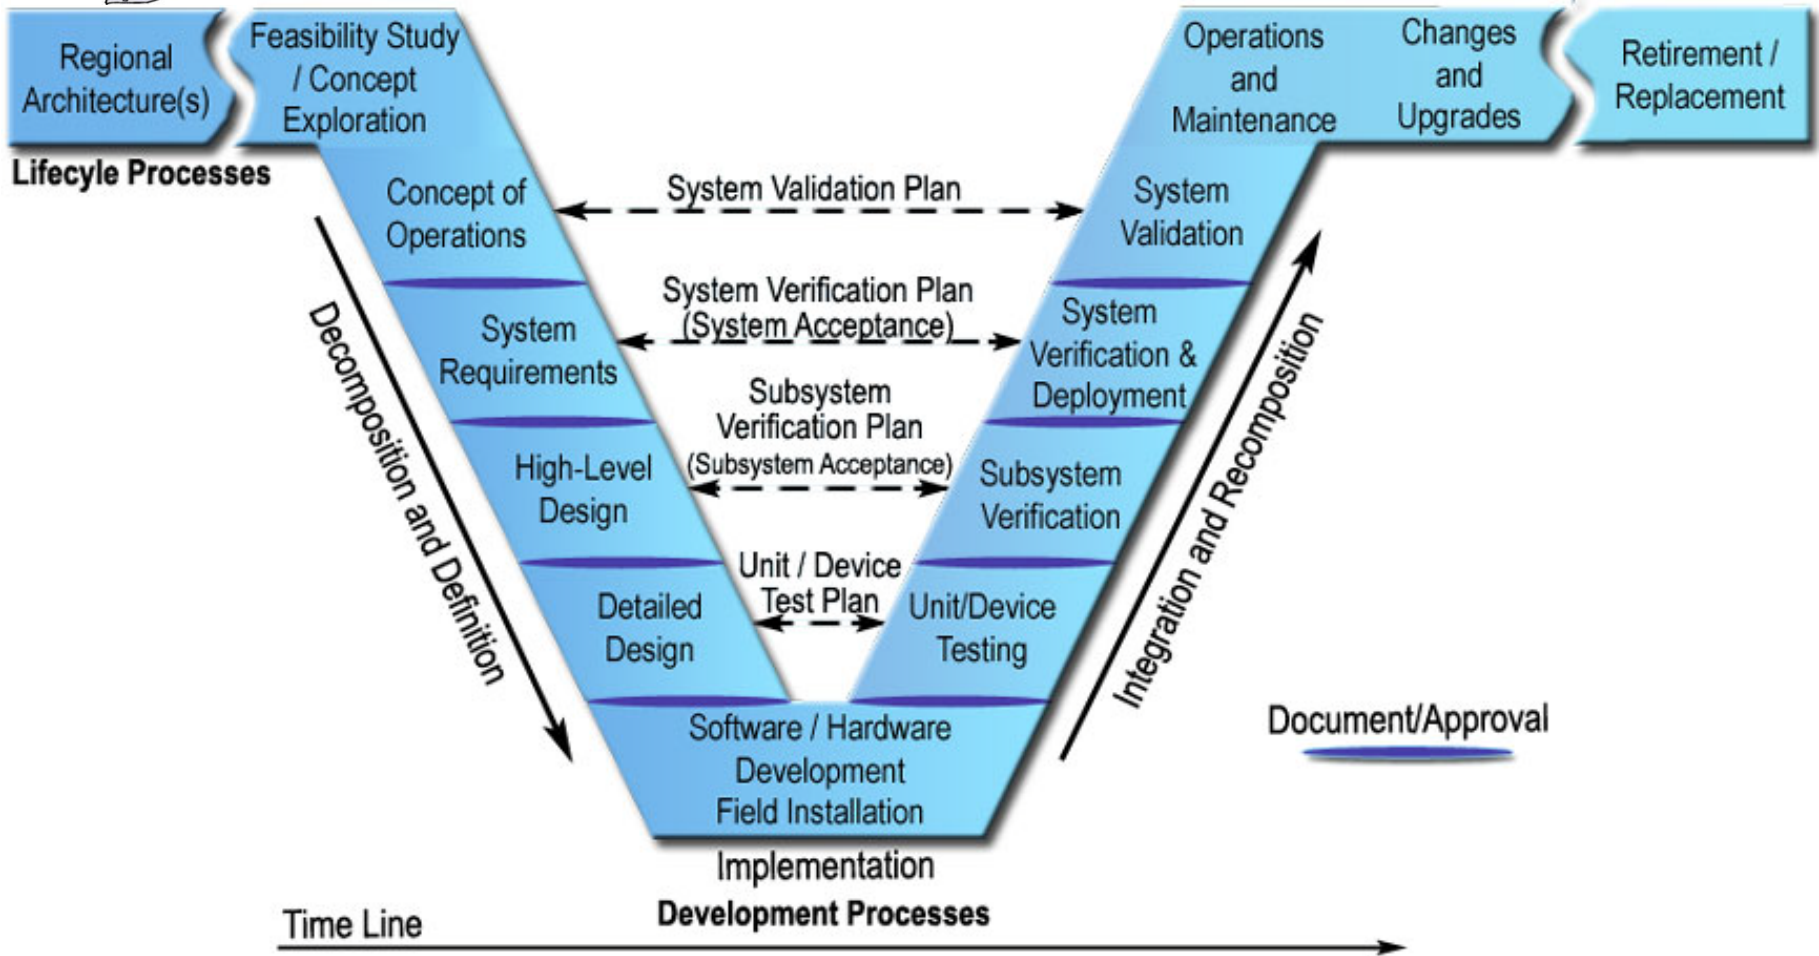 Regional
Architecture(s)
Feasibility Study
/ Concept
Exploration
Operations
and
Maintenance
Changes
and
Upgrades
Retirement /
Replacement
Lifecyle Processes
Concept of
Operations
System Validation Plan
System
Validation
System
Requirements
System Verification Plan
(System Acceptance)
System
Verification &
Deployment
High-Level
Design
Subsystem
Verification Plan
(Subsystem Acceptance)
Subsystem
Verification
Detailed
Design
Unit / Device
Test Plan
Unit/Device
Testing
Decomposition and Definition
Integration and Recomposition
Software / Hardware
Development
Field Installation
Document/Approval
Implementation
Development Processes
Time Line